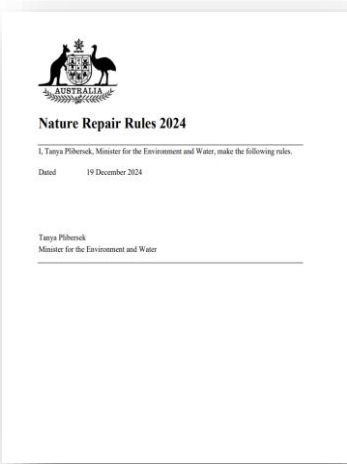 AUSTRALIA
Nature Repair Rules 2024
I, Tanya Plibersek, Minister for the Environment and Water, make the following rules.
Dated 19 December 2024
Tanya Plibersek
Minister for the Environment and Water